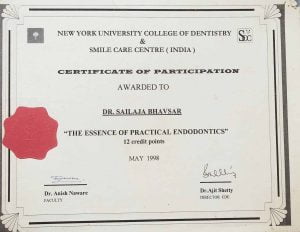 NEW YORK UNIVERSITY COLLEGE OF DENTISTRY
&
SMILE CARE CENTRE ( INDIA )
CERTIFICATE OF PARTICIPATION
AWARDED TO
DR. SAILAJA BHAVSAR
"THE ESSENCE OF PRACTICAL ENDODONTICS"
12 credit points
MAY 1998
Dr. Anish Naware
FACULTY
Dr.Ajit Shetty
DIRECTOR CDE